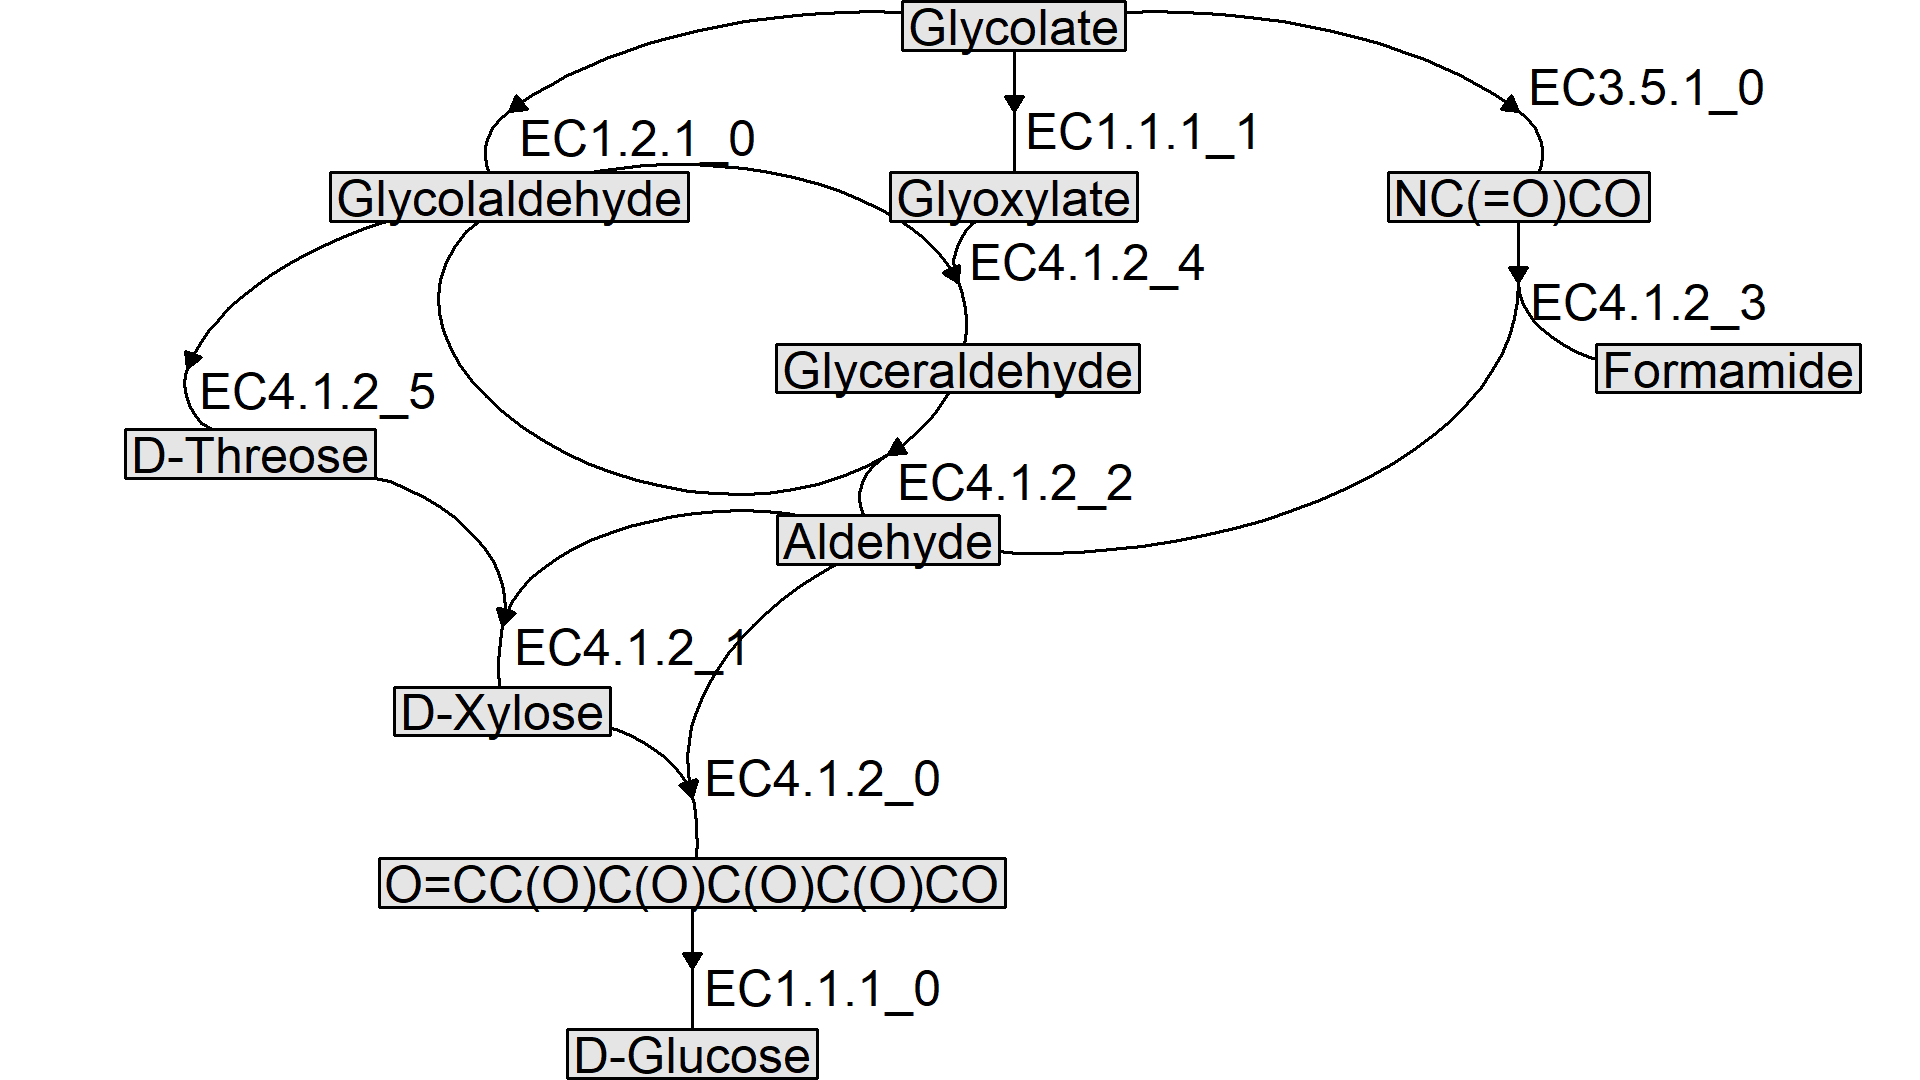 Glycolate
EC3.5.1_0
EC1.2.1_0
EC1.1.1_1
Glycolaldehyde
Glyoxylate
NC(=O)CO
EC4.1.2_4
EC4.1.2_3
Glyceraldehyde
Formamide
EC4.1.2_5
D-Threose
EC4.1.2_2
Aldehyde
EC4.1.2_1
D-Xylose
EC4.1.2_0
O=CC(O)C(O)C(O)C(O)CO
EC1.1.1_0
D-Glucose